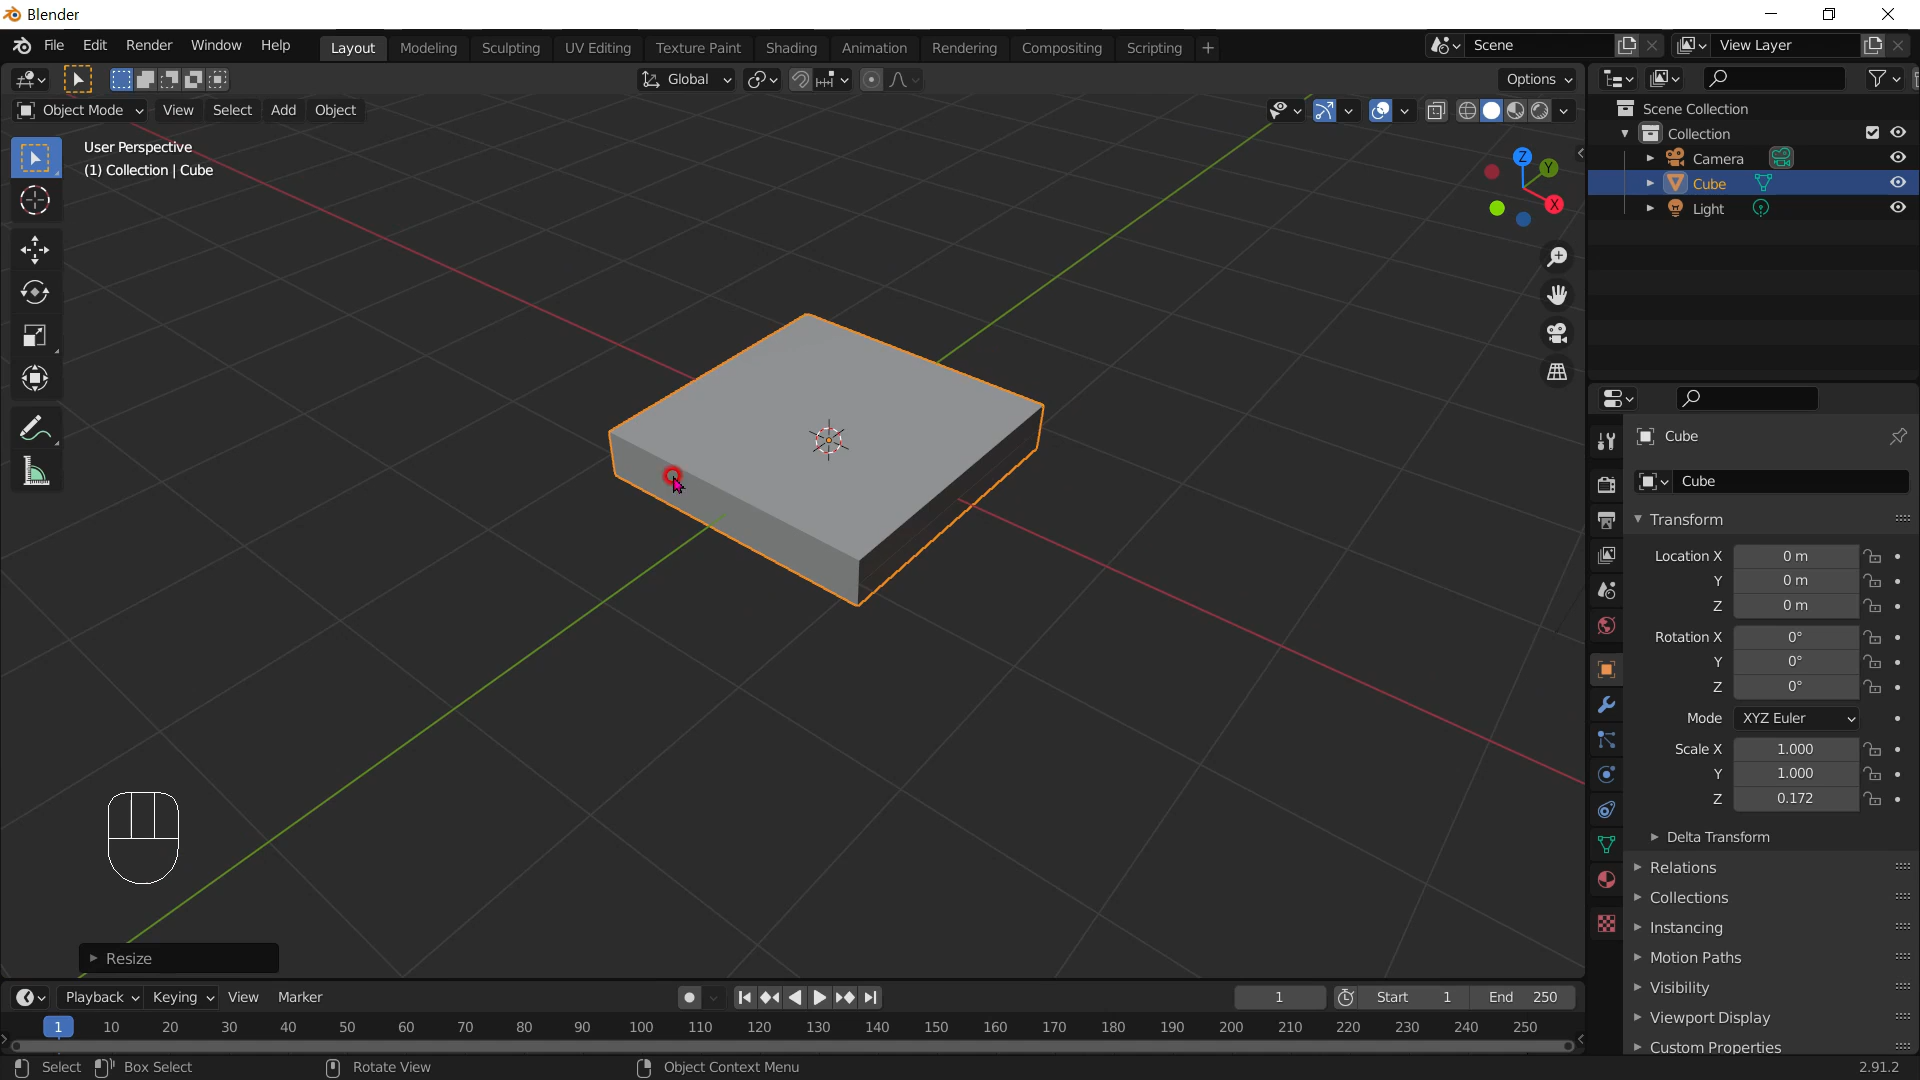 Blender
File Edit Render Window Help Layout Modeling Sculpting UV Editing Texture Paint Shading Animation Rendering Compositing Scripting + Scene View Layer
Global Options
Object Mode View Select Add Object
User Perspective
(1) Collection | Cube
Z
Y
X
Scene Collection
Collection
Camera
Cube
Light
Cube
Cube
Transform
Location X 0 m
Y 0 m
Z 0 m
Rotation X 0°
Y 0°
Z 0°
Mode XYZ Euler
Scale X 1.000
Y 1.000
Z 0.172
Delta Transform
Relations
Collections
Instancing
Motion Paths
Visibility
Viewport Display
Custom Properties
Resize
Playback Keying View Marker 1 Start 1 End 250
1 10 20 30 40 50 60 70 80 90 100 110 120 130 140 150 160 170 180 190 200 210 220 230 240 250
Select Box Select Rotate View Object Context Menu 2.91.2